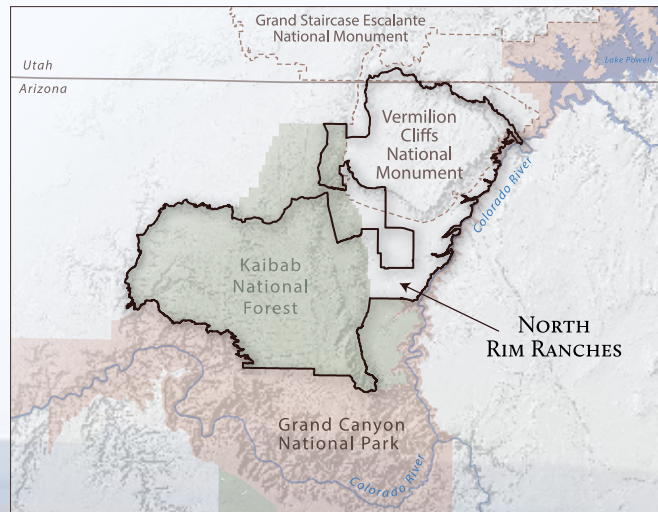 Grand Staircase Escalante
National Monument
Utah
Arizona
Lake Powell
Vermilion
Cliffs
National
Monument
Colorado River
Kaibab
National
Forest
North
Rim Ranches
Grand Canyon
National Park
Colorado River